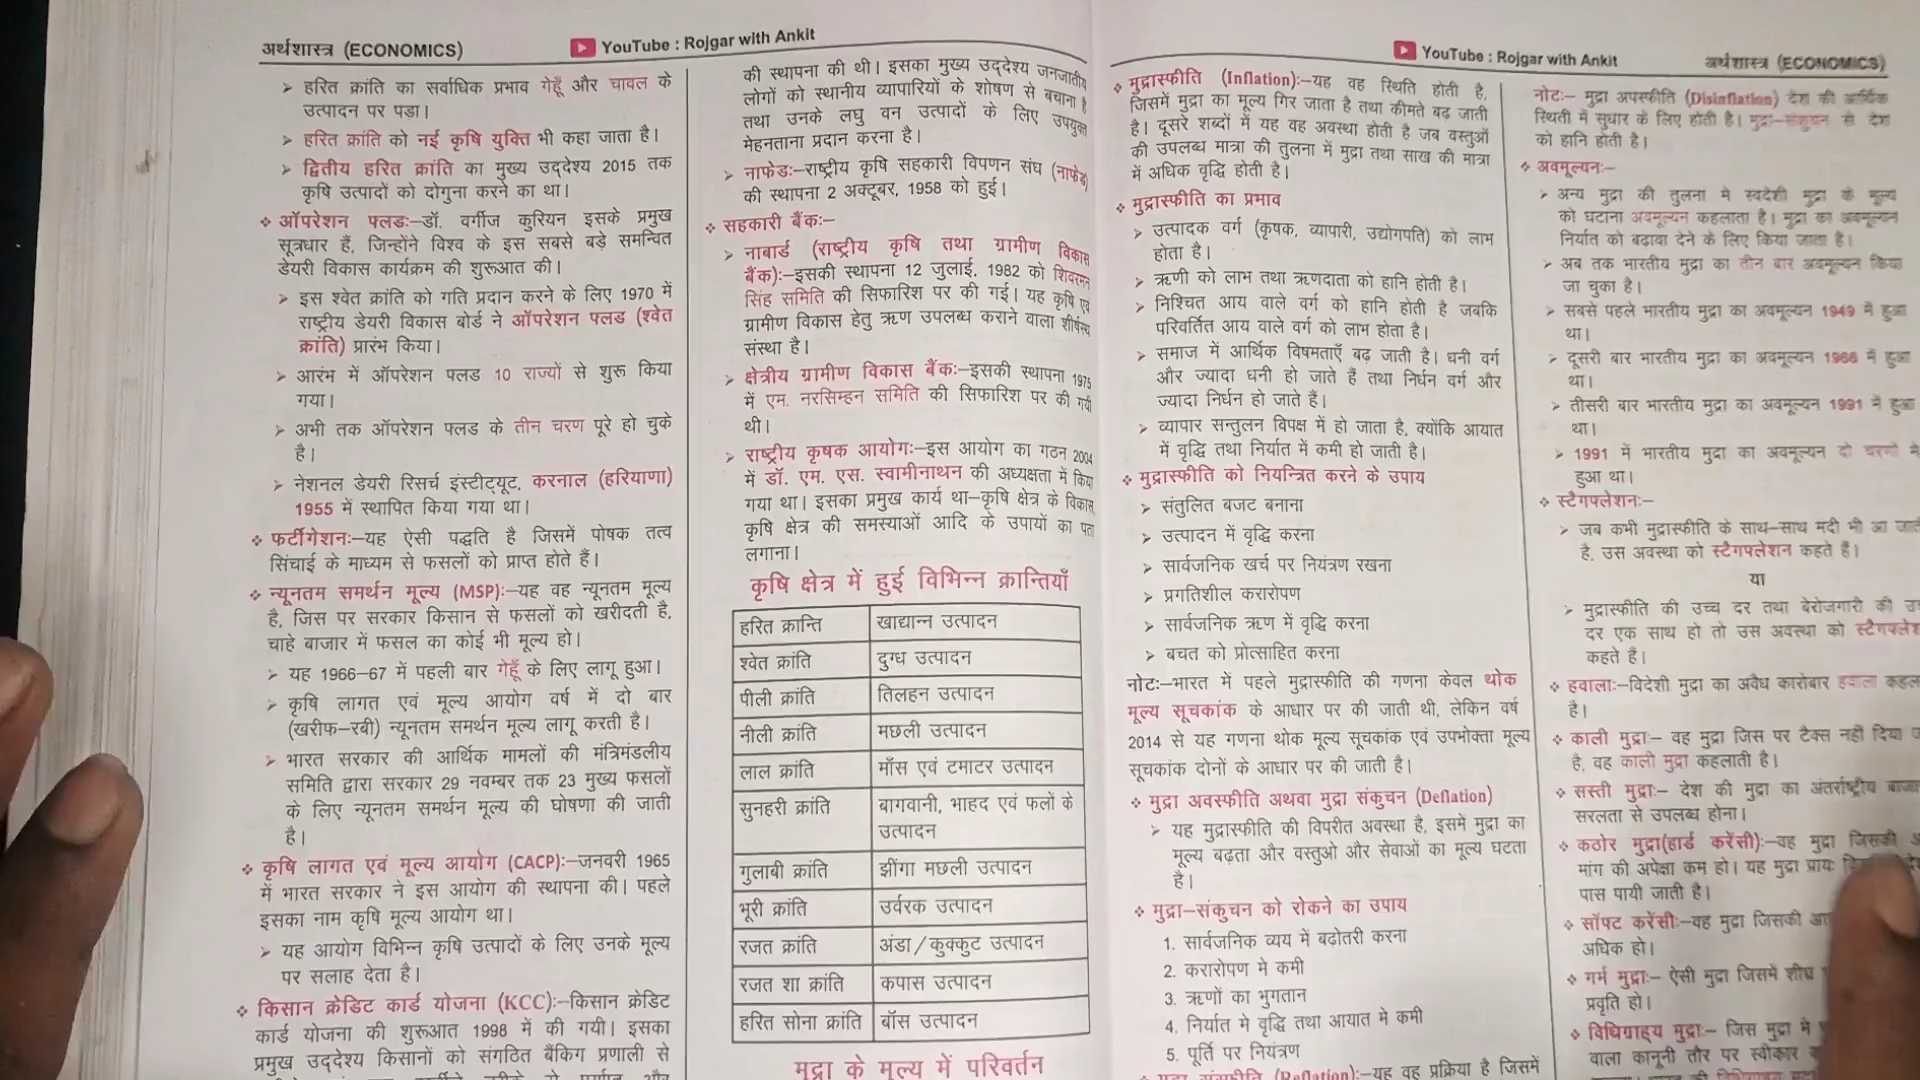 अर्थशास्त्र (ECONOMICS)
YouTube : Rojgar with Ankit
➢ हरित क्रांति का सर्वाधिक प्रभाव गेहूँ और चावल के
उत्पादन पर पडा।
➢ हरित क्रांति को नई कृषि युक्ति भी कहा जाता है।
➢ द्वितीय हरित क्रांति का मुख्य उद्देश्य 2015 तक
कृषि उत्पादों को दोगुना करने का था।
❖ ऑपरेशन फ्लडः–डॉ. वर्गीज कुरियन इसके प्रमुख
सूत्रधार हैं, जिन्होंने विश्व के इस सबसे बड़े समन्वित
डेयरी विकास कार्यक्रम की शुरूआत की।
➢ इस श्वेत क्रांति को गति प्रदान करने के लिए 1970 में
राष्ट्रीय डेयरी विकास बोर्ड ने ऑपरेशन फ्लड (श्वेत
क्रांति) प्रारंभ किया।
➢ आरंभ में ऑपरेशन फ्लड 10 राज्यों से शुरू किया
गया।
➢ अभी तक ऑपरेशन फ्लड के तीन चरण पूरे हो चुके
है।
➢ नेशनल डेयरी रिसर्च इंस्टीट्यूट, करनाल (हरियाणा)
1955 में स्थापित किया गया था।
❖ फर्टीगेशनः–यह ऐसी पद्धति है जिसमें पोषक तत्व
सिंचाई के माध्यम से फसलों को प्राप्त होते हैं।
❖ न्यूनतम समर्थन मूल्य (MSP):–यह वह न्यूनतम मूल्य
है, जिस पर सरकार किसान से फसलों को खरीदती है,
चाहे बाजार में फसल का कोई भी मूल्य हो।
➢ यह 1966–67 में पहली बार गेहूँ के लिए लागू हुआ।
➢ कृषि लागत एवं मूल्य आयोग वर्ष में दो बार
(खरीफ–रबी) न्यूनतम समर्थन मूल्य लागू करती है।
➢ भारत सरकार की आर्थिक मामलों की मंत्रिमंडलीय
समिति द्वारा सरकार 29 नवम्बर तक 23 मुख्य फसलों
के लिए न्यूनतम समर्थन मूल्य की घोषणा की जाती
है।
❖ कृषि लागत एवं मूल्य आयोग (CACP):–जनवरी 1965
में भारत सरकार ने इस आयोग की स्थापना की। पहले
इसका नाम कृषि मूल्य आयोग था।
➢ यह आयोग विभिन्न कृषि उत्पादों के लिए उनके मूल्य
पर सलाह देता है।
❖ किसान क्रेडिट कार्ड योजना (KCC):–किसान क्रेडिट
कार्ड योजना की शुरूआत 1998 में की गयी। इसका
प्रमुख उद्देश्य किसानों को संगठित बैंकिग प्रणाली से
की स्थापना की थी। इसका मुख्य उद्देश्य जनजातीय
लोगों को स्थानीय व्यापारियों के शोषण से बचाना है
तथा उनके लघु वन उत्पादों के लिए उपयुक्त
मेहनताना प्रदान करना है।
➢ नाफेडः–राष्ट्रीय कृषि सहकारी विपणन संघ (नाफेड)
की स्थापना 2 अक्टूबर, 1958 को हुई।
❖ सहकारी बैंकः–
➢ नाबार्ड (राष्ट्रीय कृषि तथा ग्रामीण विकास
बैंक):–इसकी स्थापना 12 जुलाई, 1982 को शिवरमन
सिंह समिति की सिफारिश पर की गई। यह कृषि एवं
ग्रामीण विकास हेतु ऋण उपलब्ध कराने वाला शीर्षस्थ
संस्था है।
➢ क्षेत्रीय ग्रामीण विकास बैंकः–इसकी स्थापना 1975
में एम. नरसिम्हन समिति की सिफारिश पर की गयी
थी।
➢ राष्ट्रीय कृषक आयोगः–इस आयोग का गठन 2004
में डॉ. एम. एस. स्वामीनाथन की अध्यक्षता में किया
गया था। इसका प्रमुख कार्य था–कृषि क्षेत्र के विकास,
कृषि क्षेत्र की समस्याओं आदि के उपायों का पता
लगाना।
कृषि क्षेत्र में हुई विभिन्न क्रान्तियाँ
हरित क्रान्ति खाद्यान्न उत्पादन
श्वेत क्रांति दुग्ध उत्पादन
पीली क्रांति तिलहन उत्पादन
नीली क्रांति मछली उत्पादन
लाल क्रांति माँस एवं टमाटर उत्पादन
सुनहरी क्रांति बागवानी, भाहद एवं फलों के
उत्पादन
गुलाबी क्रांति झींगा मछली उत्पादन
भूरी क्रांति उर्वरक उत्पादन
रजत क्रांति अंडा/कुक्कुट उत्पादन
रजत शा क्रांति कपास उत्पादन
हरित सोना क्रांति बॉस उत्पादन
मुद्रा के मूल्य में परिवर्तन
YouTube : Rojgar with Ankit
अर्थशास्त्र (ECONOMICS)
❖ मुद्रास्फीति (Inflation):–यह वह स्थिति होती है,
जिसमें मुद्रा का मूल्य गिर जाता है तथा कीमते बढ जाती
है। दूसरे शब्दों में यह वह अवस्था होती है जब वस्तुओं
की उपलब्ध मात्रा की तुलना में मुद्रा तथा साख की मात्रा
में अधिक वृद्धि होती है।
❖ मुद्रास्फीति का प्रभाव
➢ उत्पादक वर्ग (कृषक, व्यापारी, उद्योगपति) को लाभ
होता है।
➢ ऋणी को लाभ तथा ऋणदाता को हानि होती है।
➢ निश्चित आय वाले वर्ग को हानि होती है जबकि
परिवर्तित आय वाले वर्ग को लाभ होता है।
➢ समाज में आर्थिक विषमताएँ बढ़ जाती है। धनी वर्ग
और ज्यादा धनी हो जाते हैं तथा निर्धन वर्ग और
ज्यादा निर्धन हो जाते हैं।
➢ व्यापार सन्तुलन विपक्ष में हो जाता है, क्योंकि आयात
में वृद्धि तथा निर्यात में कमी हो जाती है।
❖ मुद्रास्फीति को नियन्त्रित करने के उपाय
➢ संतुलित बजट बनाना
➢ उत्पादन में वृद्धि करना
➢ सार्वजनिक खर्च पर नियंत्रण रखना
➢ प्रगतिशील करारोपण
➢ सार्वजनिक ऋण में वृद्धि करना
➢ बचत को प्रोत्साहित करना
नोटः–भारत में पहले मुद्रास्फीति की गणना केवल थोक
मूल्य सूचकांक के आधार पर की जाती थी, लेकिन वर्ष
2014 से यह गणना थोक मूल्य सूचकांक एवं उपभोक्ता मूल्य
सूचकांक दोनों के आधार पर की जाती है।
❖ मुद्रा अवस्फीति अथवा मुद्रा संकुचन (Deflation)
➢ यह मुद्रास्फीति की विपरीत अवस्था है, इसमें मुद्रा का
मूल्य बढ़ता और वस्तुओ और सेवाओं का मूल्य घटता
है।
❖ मुद्रा–संकुचन को रोकने का उपाय
1. सार्वजनिक व्यय में बढोतरी करना
2. करारोपण मे कमी
3. ऋणों का भुगतान
4. निर्यात मे वृद्धि तथा आयात मे कमी
5. पूर्ति पर नियंत्रण
(Reflation):–यह वह प्रक्रिया है जिसमें
नोटः– मुद्रा अपस्फीति (Disinflation) देश की आर्थिक
स्थिती में सुधार के लिए होती है। मुद्रा–संकुचन से देश
को हानि होती है।
❖ अवमूल्यनः–
➢ अन्य मुद्रा की तुलना मे स्वदेशी मुद्रा के मूल्य
को घटाना अवमूल्यन कहलाता है। मुद्रा का अवमूल्यन
निर्यात को बढ़ावा देने के लिए किया जाता है।
➢ अब तक भारतीय मुद्रा का तीन बार अवमूल्यन किया
जा चुका है।
➢ सबसे पहले भारतीय मुद्रा का अवमूल्यन 1949 में हुआ
था।
➢ दूसरी बार भारतीय मुद्रा का अवमूल्यन 1966 में हुआ
था।
➢ तीसरी बार भारतीय मुद्रा का अवमूल्यन 1991 में हुआ
था।
➢ 1991 में भारतीय मुद्रा का अवमूल्यन दो चरणों में
हुआ था।
❖ स्टैगफ्लेशनः–
➢ जब कभी मुद्रास्फीति के साथ–साथ मदी भी आ
है, उस अवस्था को स्टैगफ्लेशन कहते हैं।
या
➢ मुद्रास्फीति की उच्च दर तथा बेरोजगारी की
दर एक साथ हो तो उस अवस्था को
कहते है।
❖ हवालाः–विदेशी मुद्रा का अवैध कारोबार हवाला
है।
❖ काली मुद्राः– वह मुद्रा जिस पर टैक्स नही दिया
है, वह काली मुद्रा कहलाती है।
❖ सस्ती मुद्राः– देश की मुद्रा का अंतर्राष्ट्रीय
सरलता से उपलब्ध होना।
❖ कठोर मुद्रा(हार्ड करेंसी):–वह मुद्रा जिसकी
मांग की अपेक्षा कम हो। यह मुद्रा प्रायः
पास पायी जाती है।
❖ सॉफ्ट करेंसीः–वह मुद्रा जिसकी
अधिक हो।
❖ गर्म मुद्राः– ऐसी मुद्रा जिसमें शीघ्र
प्रवृति हो।
❖ विधिग्राह्य मुद्राः– जिस मुद्रा मे
वाला कानूनी तौर पर स्वीकार